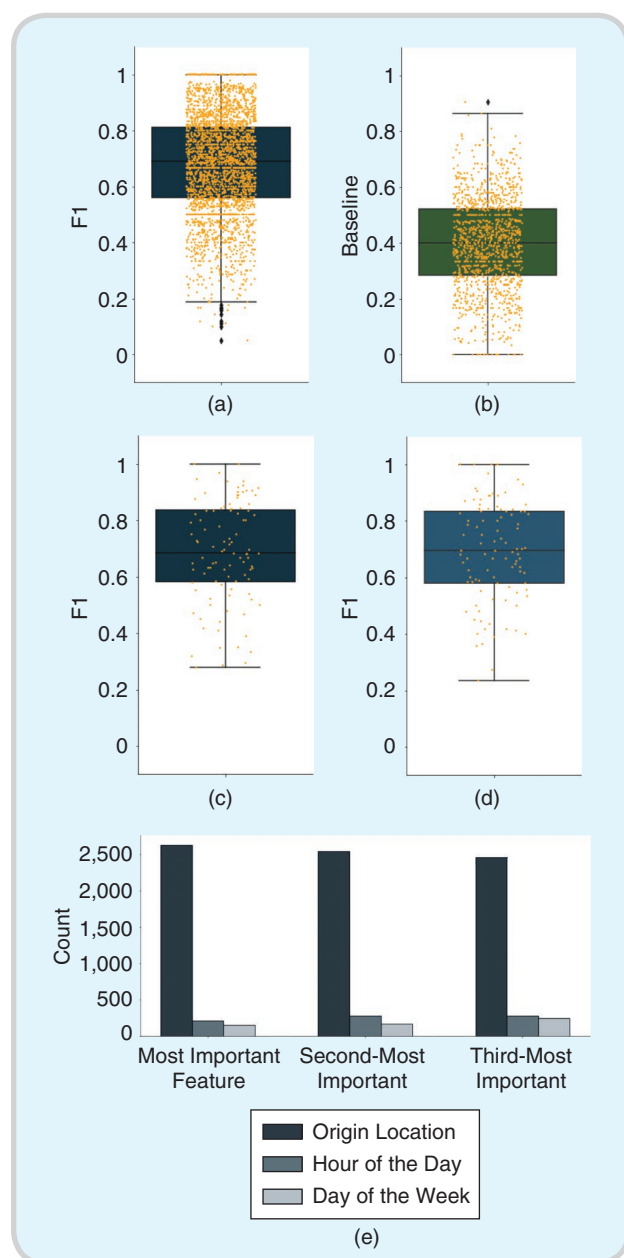 F1
1
0.8
0.6
0.4
0.2
0
(a)
Baseline
1
0.8
0.6
0.4
0.2
0
(b)
F1
1
0.8
0.6
0.4
0.2
0
(c)
F1
1
0.8
0.6
0.4
0.2
0
(d)
Count
2,500
2,000
1,500
1,000
500
0
Most Important
Feature
Second-Most
Important
Third-Most
Important
Origin Location
Hour of the Day
Day of the Week
(e)